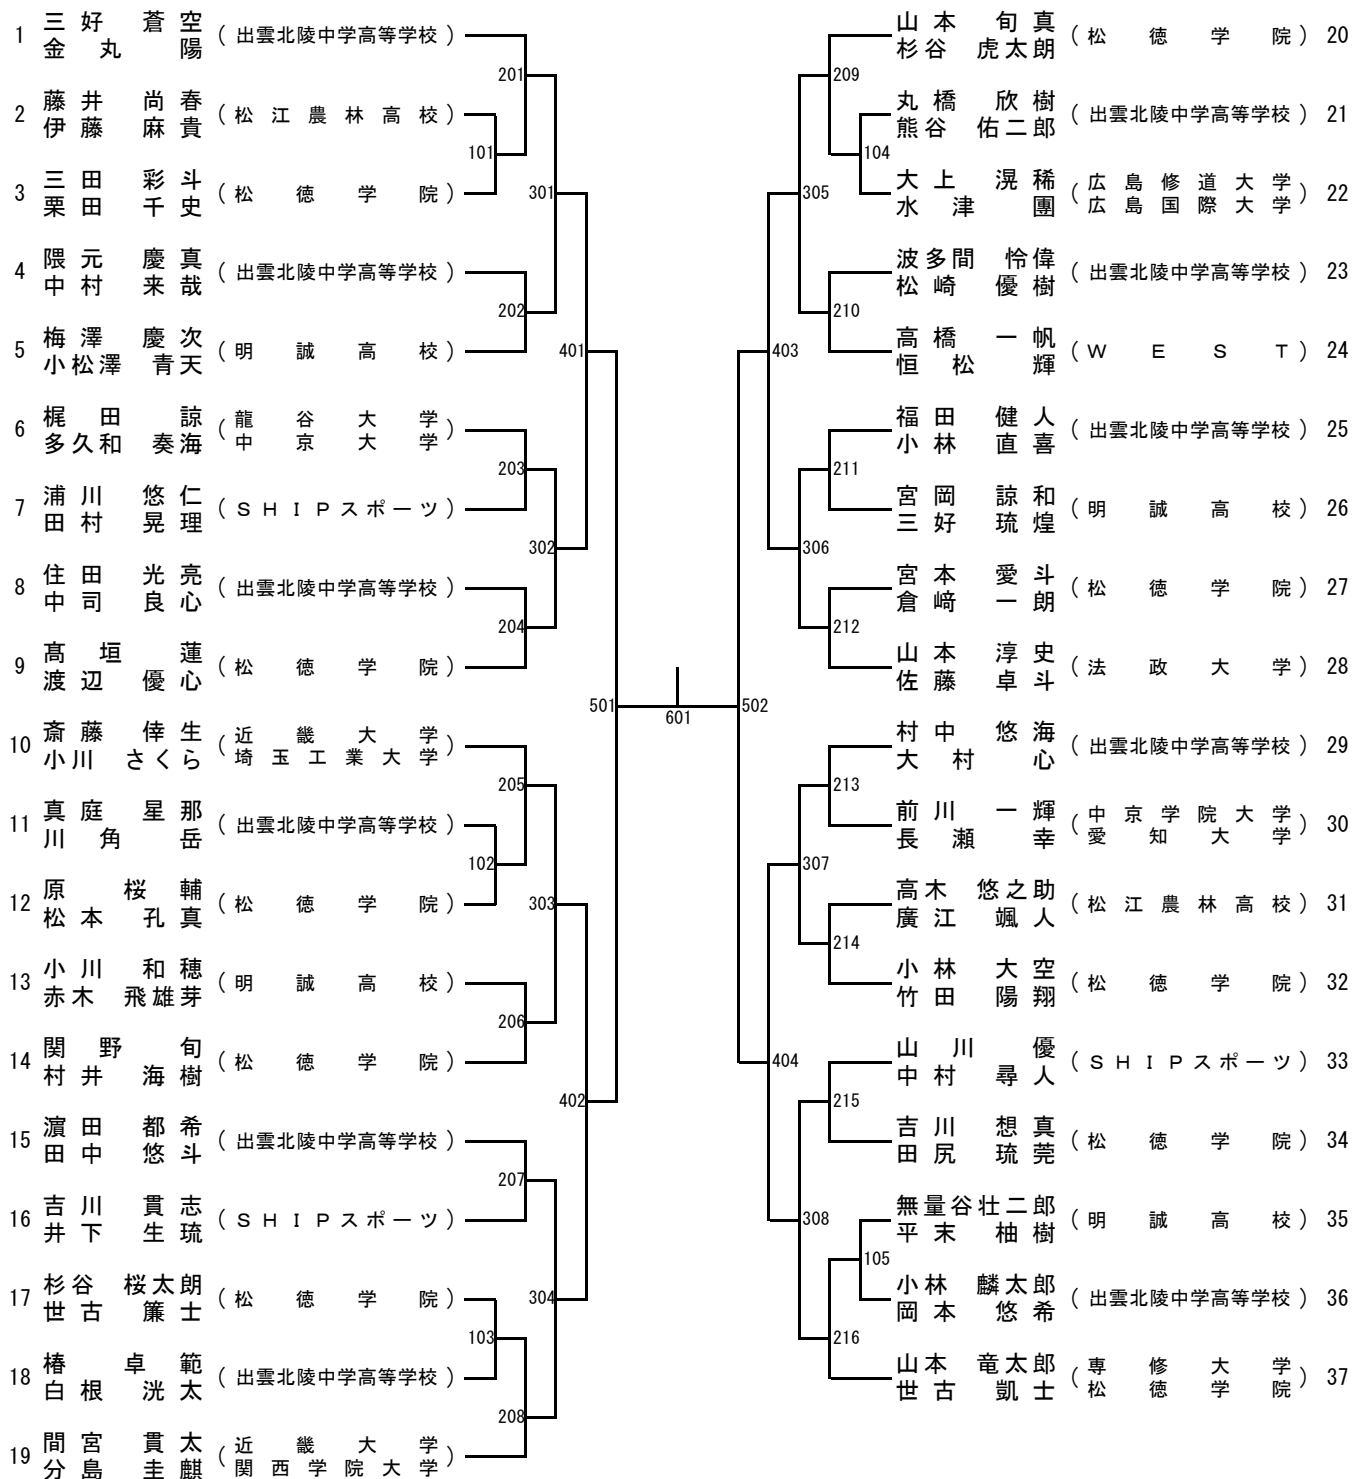 1 三好 蒼空 (出雲北陵中学高等学校)
金丸 陽
201
2 藤井 尚春 (松江農林高校)
伊藤 麻貴
101
3 三田 彩斗 (松徳学院)
栗田 千史
301
4 隈元 慶真 (出雲北陵中学高等学校)
中村 来哉
202
5 梅澤 慶次 (明誠高校)
小松澤 青天
401
6 梶田 諒 (龍谷大学
多久和 奏海 中京大学)
203
7 浦川 悠仁 (SHIPスポーツ)
田村 晃理
302
8 住田 光亮 (出雲北陵中学高等学校)
中司 良心
204
9 髙垣 蓮 (松徳学院)
渡辺 優心
501
10 斎藤 倖生 (近畿大学
小川 さくら 埼玉工業大学)
205
11 真庭 星那 (出雲北陵中学高等学校)
川角 岳
102
12 原 桜輔 (松徳学院)
松本 孔真
303
13 小川 和穂 (明誠高校)
赤木 飛雄芽
206
14 関野 旬 (松徳学院)
村井 海樹
402
15 濵田 都希 (出雲北陵中学高等学校)
田中 悠斗
207
16 吉川 貫志 (SHIPスポーツ)
井下 生琉
17 杉谷 桜太朗 (松徳学院)
世古 簾士
304
103
18 椿 卓範 (出雲北陵中学高等学校)
白根 洸太
208
19 間宮 貫太 (近畿大学
分島 圭麒 関西学院大学)
601
山本 旬真 (松徳学院) 20
杉谷 虎太朗
209
丸橋 欣樹 (出雲北陵中学高等学校) 21
熊谷 佑二郎
104
大上 滉稀 (広島修道大学
水津 團 広島国際大学) 22
305
波多間 怜偉 (出雲北陵中学高等学校) 23
松崎 優樹
210
高橋 一帆 (WEST) 24
恒松 輝
403
福田 健人 (出雲北陵中学高等学校) 25
小林 直喜
211
宮岡 諒和 (明誠高校) 26
三好 琉煌
306
宮本 愛斗 (松徳学院) 27
倉﨑 一朗
212
山本 淳史 (法政大学) 28
佐藤 卓斗
502
村中 悠海 (出雲北陵中学高等学校) 29
大村 心
213
前川 一輝 (中京学院大学
長瀬 幸 愛知大学) 30
307
高木 悠之助 (松江農林高校) 31
廣江 颯人
214
小林 大空 (松徳学院) 32
竹田 陽翔
404
山川 優 (SHIPスポーツ) 33
中村 尋人
215
吉川 想真 (松徳学院) 34
田尻 琉莞
308
無量谷壮二郎 (明誠高校) 35
平末 柚樹
105
小林 麟太郎 (出雲北陵中学高等学校) 36
岡本 悠希
216
山本 竜太郎 (専修大学
世古 凱士 松徳学院) 37